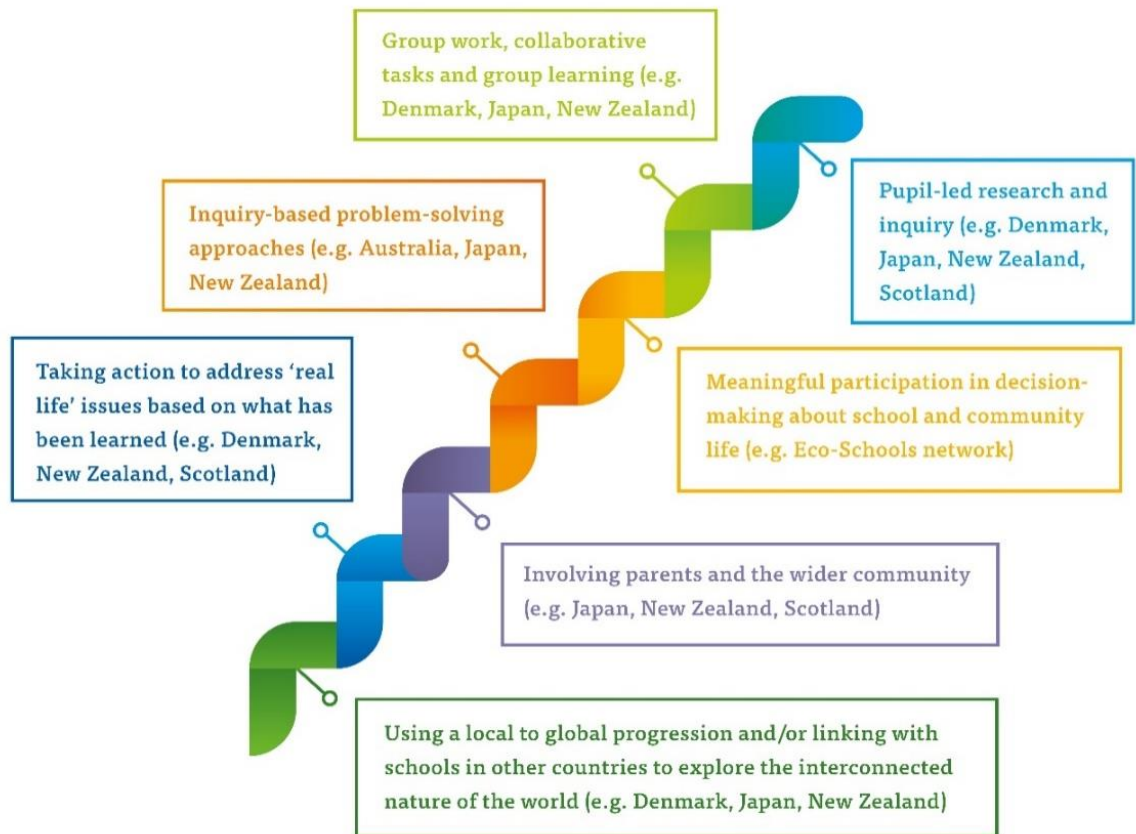 Group work, collaborative
tasks and group learning (e.g.
Denmark, Japan, New Zealand)
Pupil-led research and
inquiry (e.g. Denmark,
Japan, New Zealand,
Scotland)
Inquiry-based problem-solving
approaches (e.g. Australia, Japan,
New Zealand)
Meaningful participation in decision-
making about school and community
life (e.g. Eco-Schools network)
Taking action to address ‘real
life’ issues based on what has
been learned (e.g. Denmark,
New Zealand, Scotland)
Involving parents and the wider community
(e.g. Japan, New Zealand, Scotland)
Using a local to global progression and/or linking with
schools in other countries to explore the interconnected
nature of the world (e.g. Denmark, Japan, New Zealand)